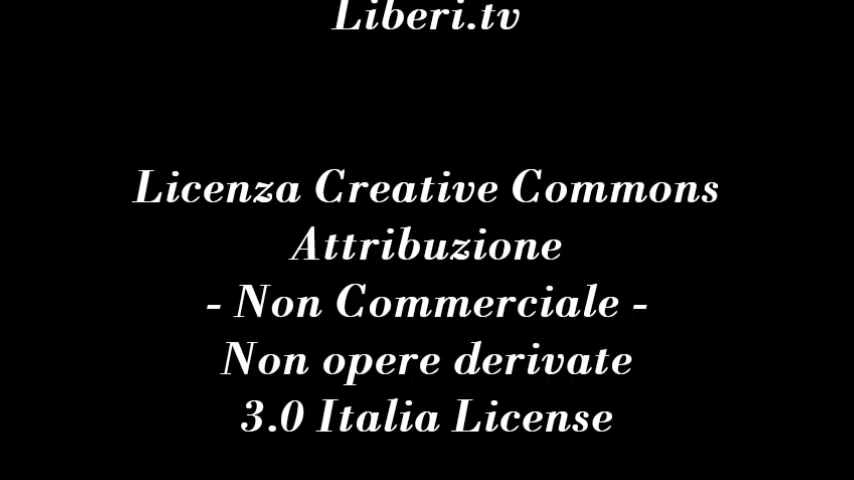 Liberi.tv
Licenza Creative Commons
Attribuzione
- Non Commerciale -
Non opere derivate
3.0 Italia License